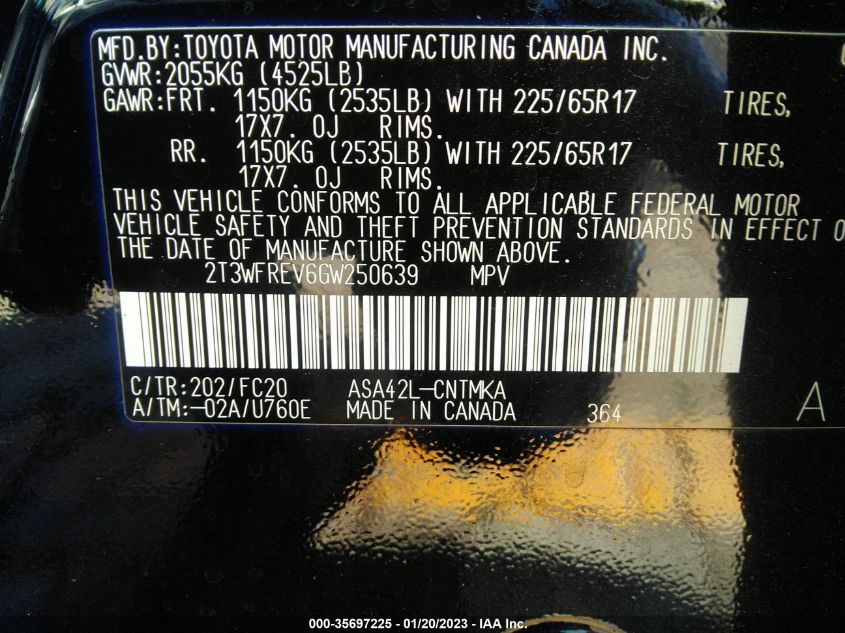 MFD.BY:TOYOTA MOTOR MANUFACTURING CANADA INC.
GVWR:2055KG (4525LB)
GAWR:FRT. 1150KG (2535LB) WITH 225/65R17 TIRES,
17X7. 0J RIMS.
RR. 1150KG (2535LB) WITH 225/65R17 TIRES,
17X7. 0J RIMS.
THIS VEHICLE CONFORMS TO ALL APPLICABLE FEDERAL MOTOR
VEHICLE SAFETY AND THEFT PREVENTION STANDARDS IN EFFECT O
THE DATE OF MANUFACTURE SHOWN ABOVE.
2T3WFREV6GW250639 MPV
C/TR:202/FC20 ASA42L-CNTMKA
A/TM:-02A/U760E MADE IN CANADA 364 A
000-35697225 - 01/20/2023 - IAA Inc.